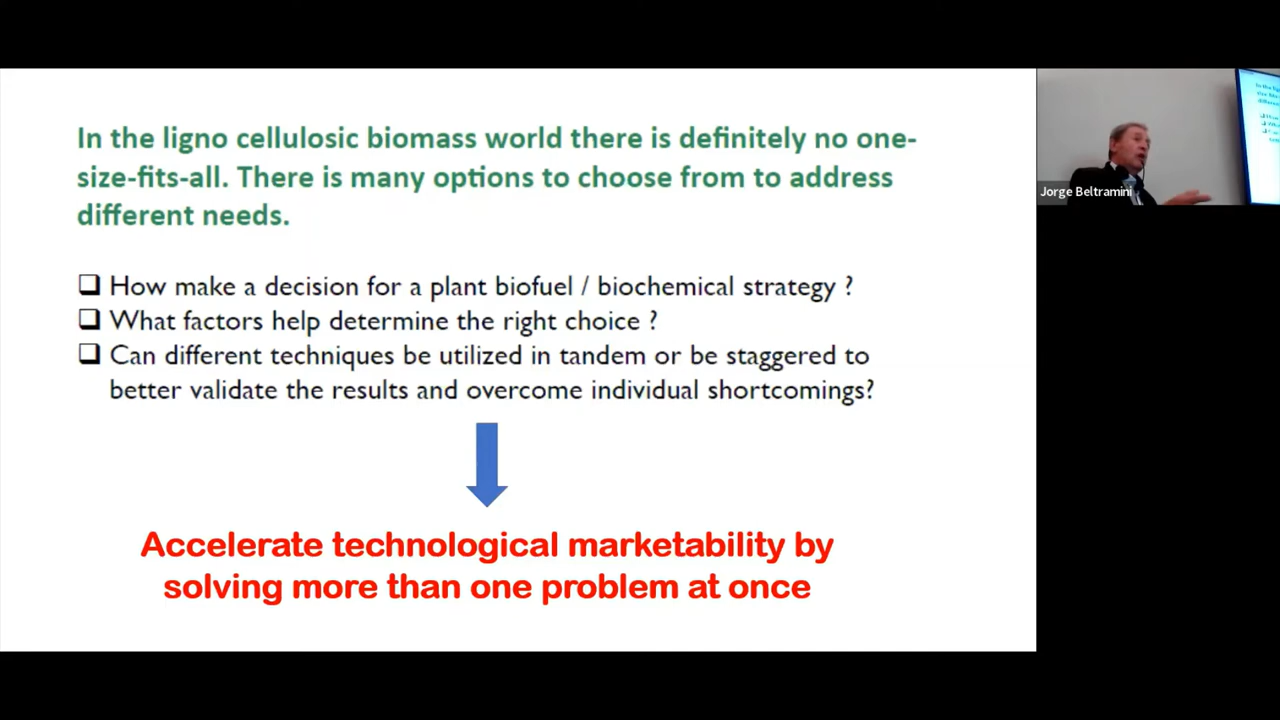 In the ligno cellulosic biomass world there is definitely no one-
size-fits-all. There is many options to choose from to address
different needs.
❑ How make a decision for a plant biofuel / biochemical strategy ?
❑ What factors help determine the right choice ?
❑ Can different techniques be utilized in tandem or be staggered to
better validate the results and overcome individual shortcomings?
Accelerate technological marketability by
solving more than one problem at once
Jorge Beltramini